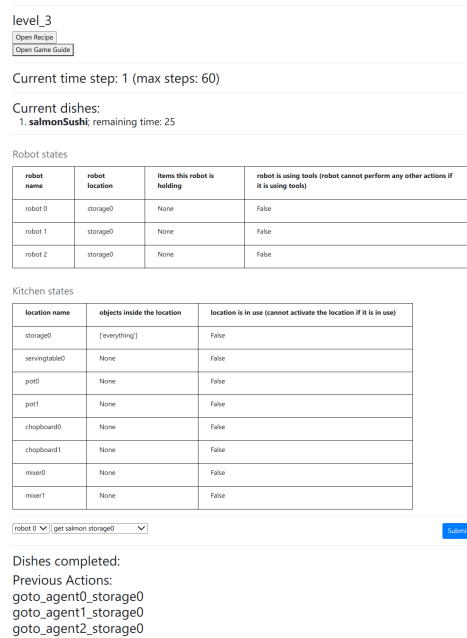 level_3
Open Recipe
Open Game Guide
Current time step: 1 (max steps: 60)
Current dishes:
1. salmonSushi; remaining time: 25
Robot states
robot name | robot location | items this robot is holding | robot is using tools (robot cannot perform any other actions if it is using tools)
robot 0 | storage0 | None | False
robot 1 | storage0 | None | False
robot 2 | storage0 | None | False
Kitchen states
location name | objects inside the location | location is in use (cannot activate the location if it is in use)
storage0 | ['everything'] | False
servingtable0 | None | False
pot0 | None | False
pot1 | None | False
chopboard0 | None | False
chopboard1 | None | False
mixer0 | None | False
mixer1 | None | False
robot 0 get salmon storage0 Submi
Dishes completed:
Previous Actions:
goto_agent0_storage0
goto_agent1_storage0
goto_agent2_storage0